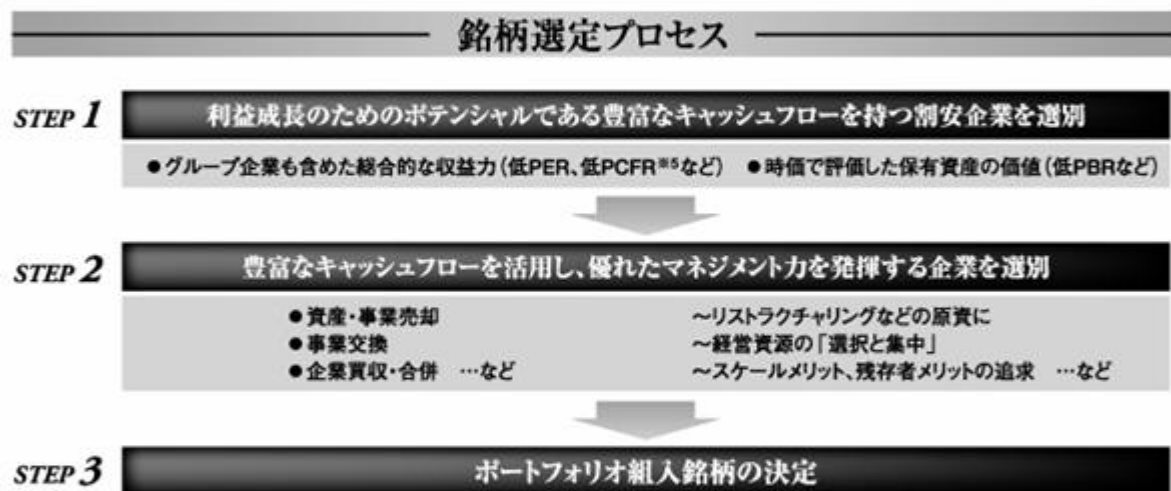 銘柄選定プロセス
STEP 1 利益成長のためのポテンシャルである豊富なキャッシュフローを持つ割安企業を選別
●グループ企業も含めた総合的な収益力(低PER、低PCFR※5など) ●時価で評価した保有資産の価値(低PBRなど)
STEP 2 豊富なキャッシュフローを活用し、優れたマネジメント力を発揮する企業を選別
●資産・事業売却 ～リストラクチャリングなどの原資に
●事業交換 ～経営資源の「選択と集中」
●企業買収・合併 …など ～スケールメリット、残存者メリットの追求 …など
STEP 3 ポートフォリオ組入銘柄の決定